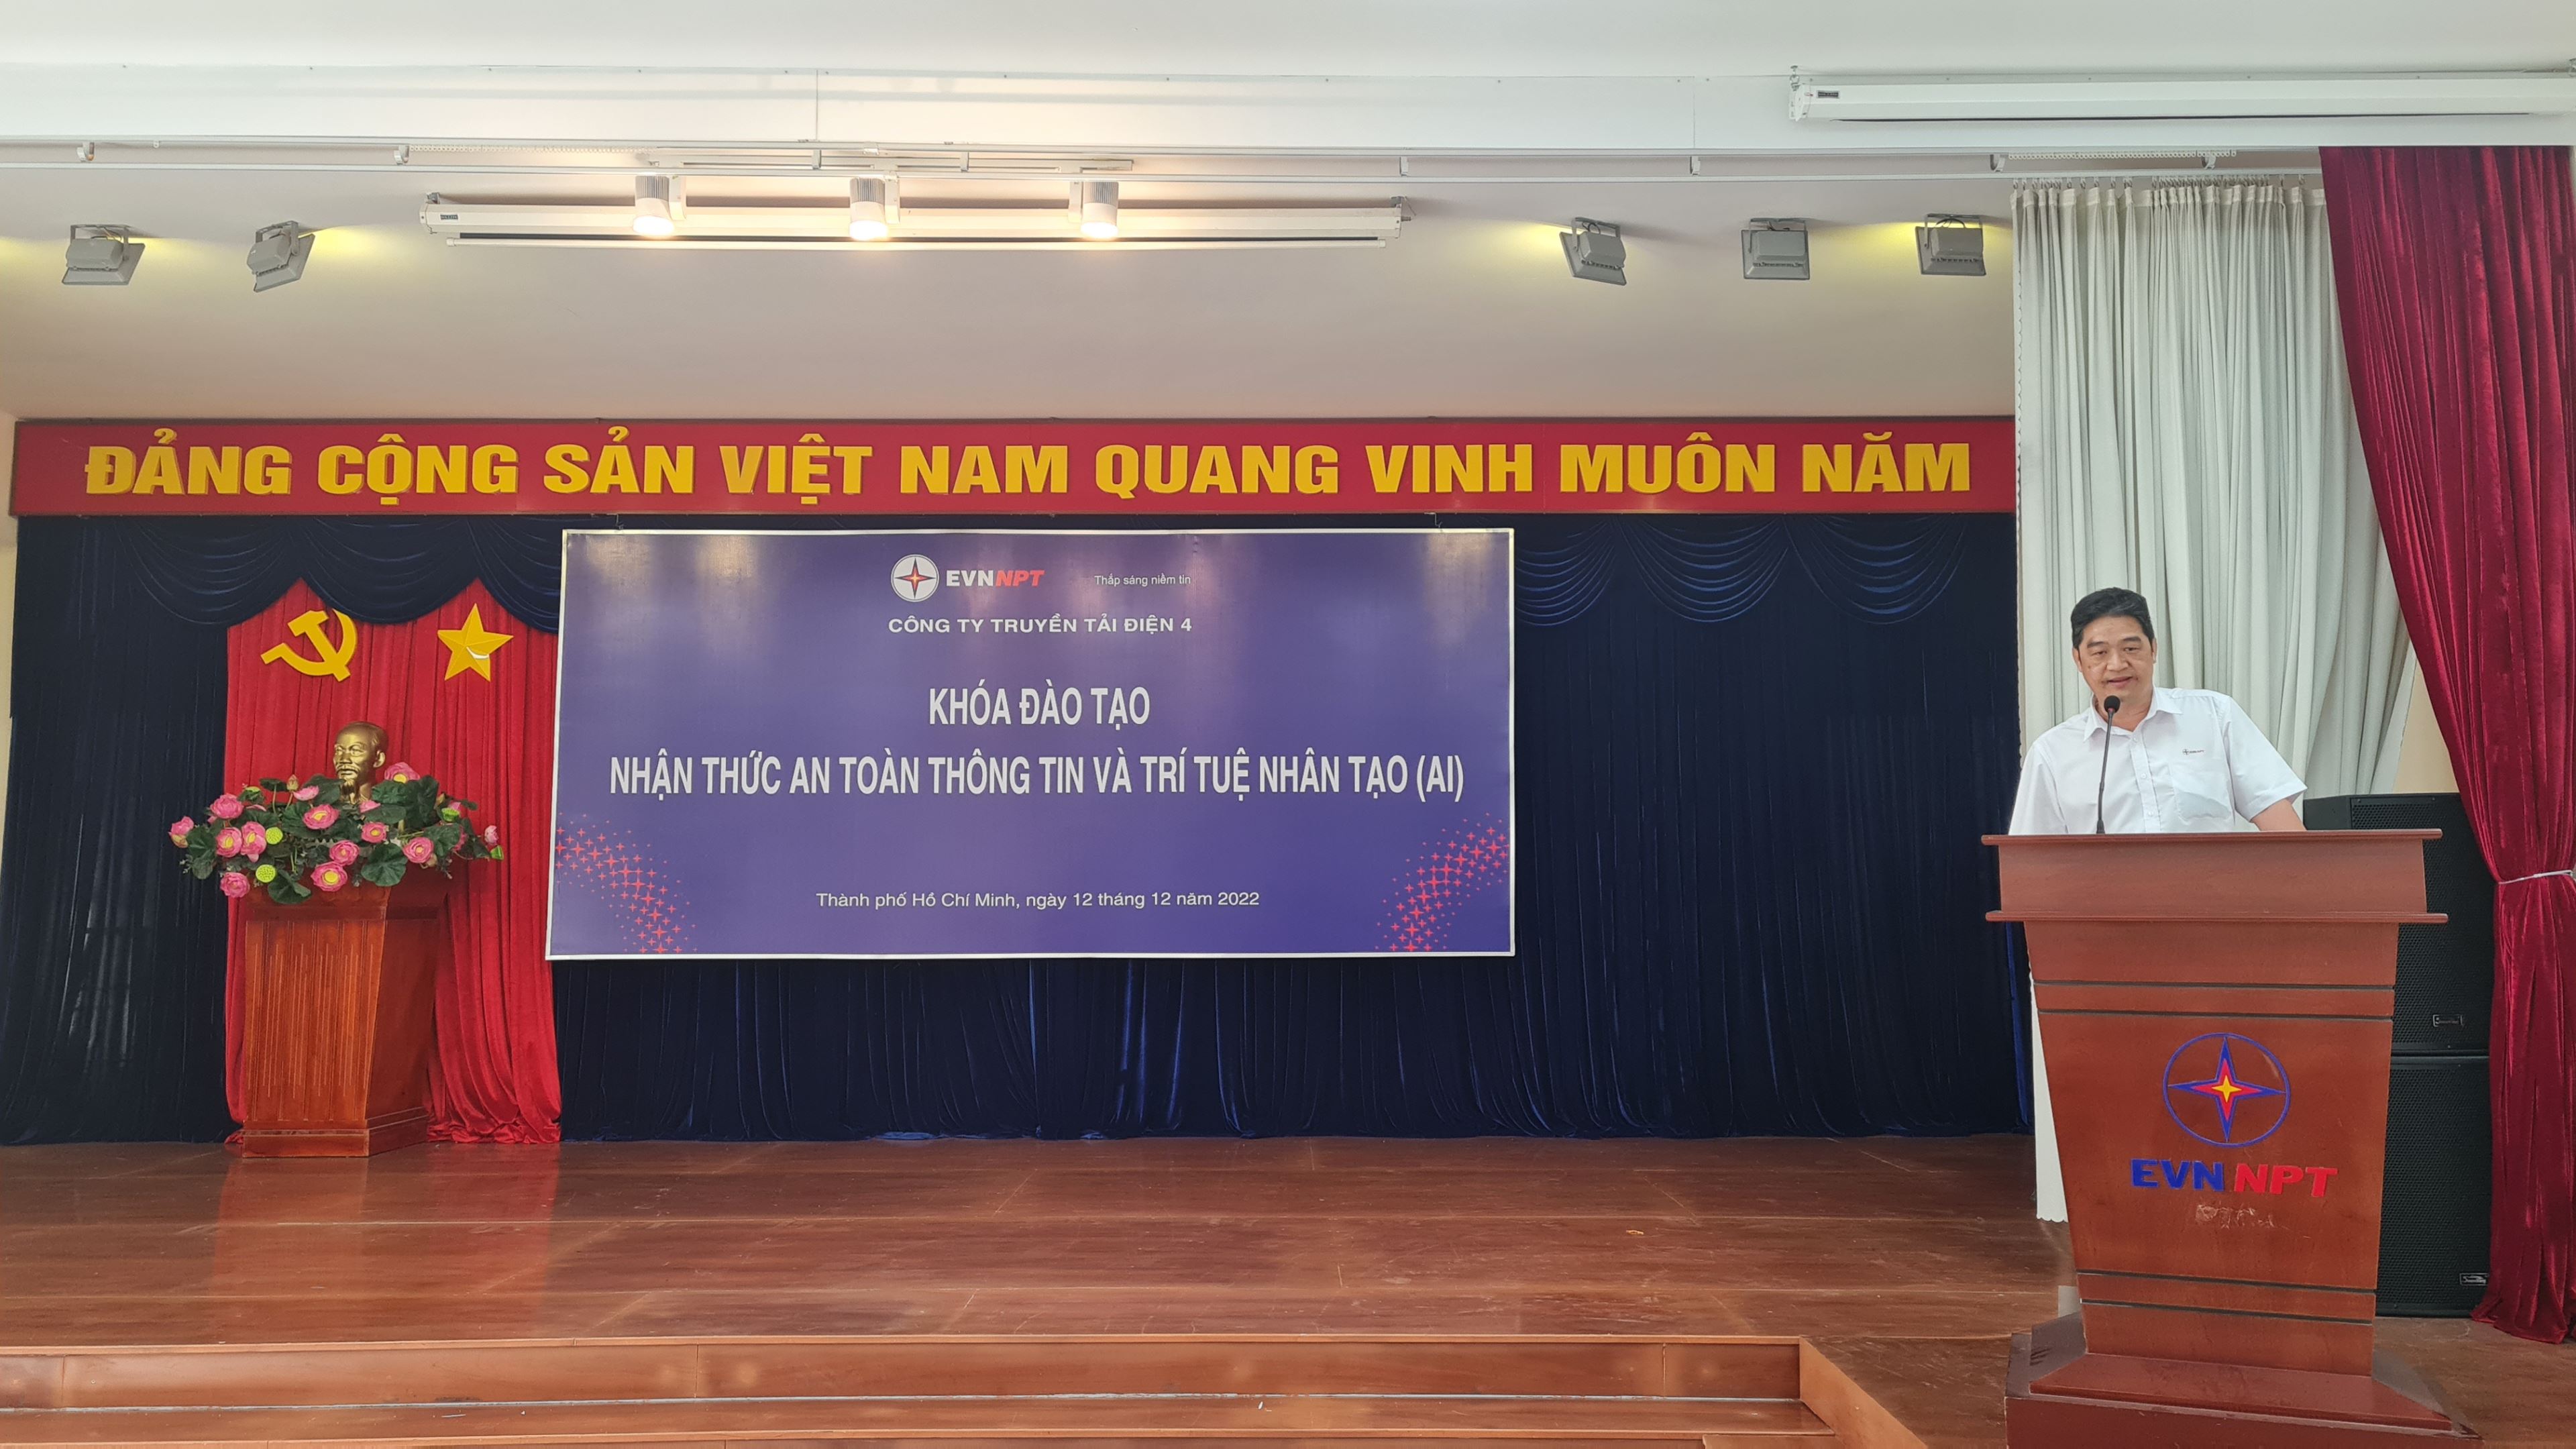 ĐẢNG CỘNG SẢN VIỆT NAM QUANG VINH MUÔN NĂM
EVNNPT Thắp sáng niềm tin
CÔNG TY TRUYỀN TẢI ĐIỆN 4
KHÓA ĐÀO TẠO
NHẬN THỨC AN TOÀN THÔNG TIN VÀ TRÍ TUỆ NHÂN TẠO (AI)
Thành phố Hồ Chí Minh, ngày 12 tháng 12 năm 2022
EVNNPT